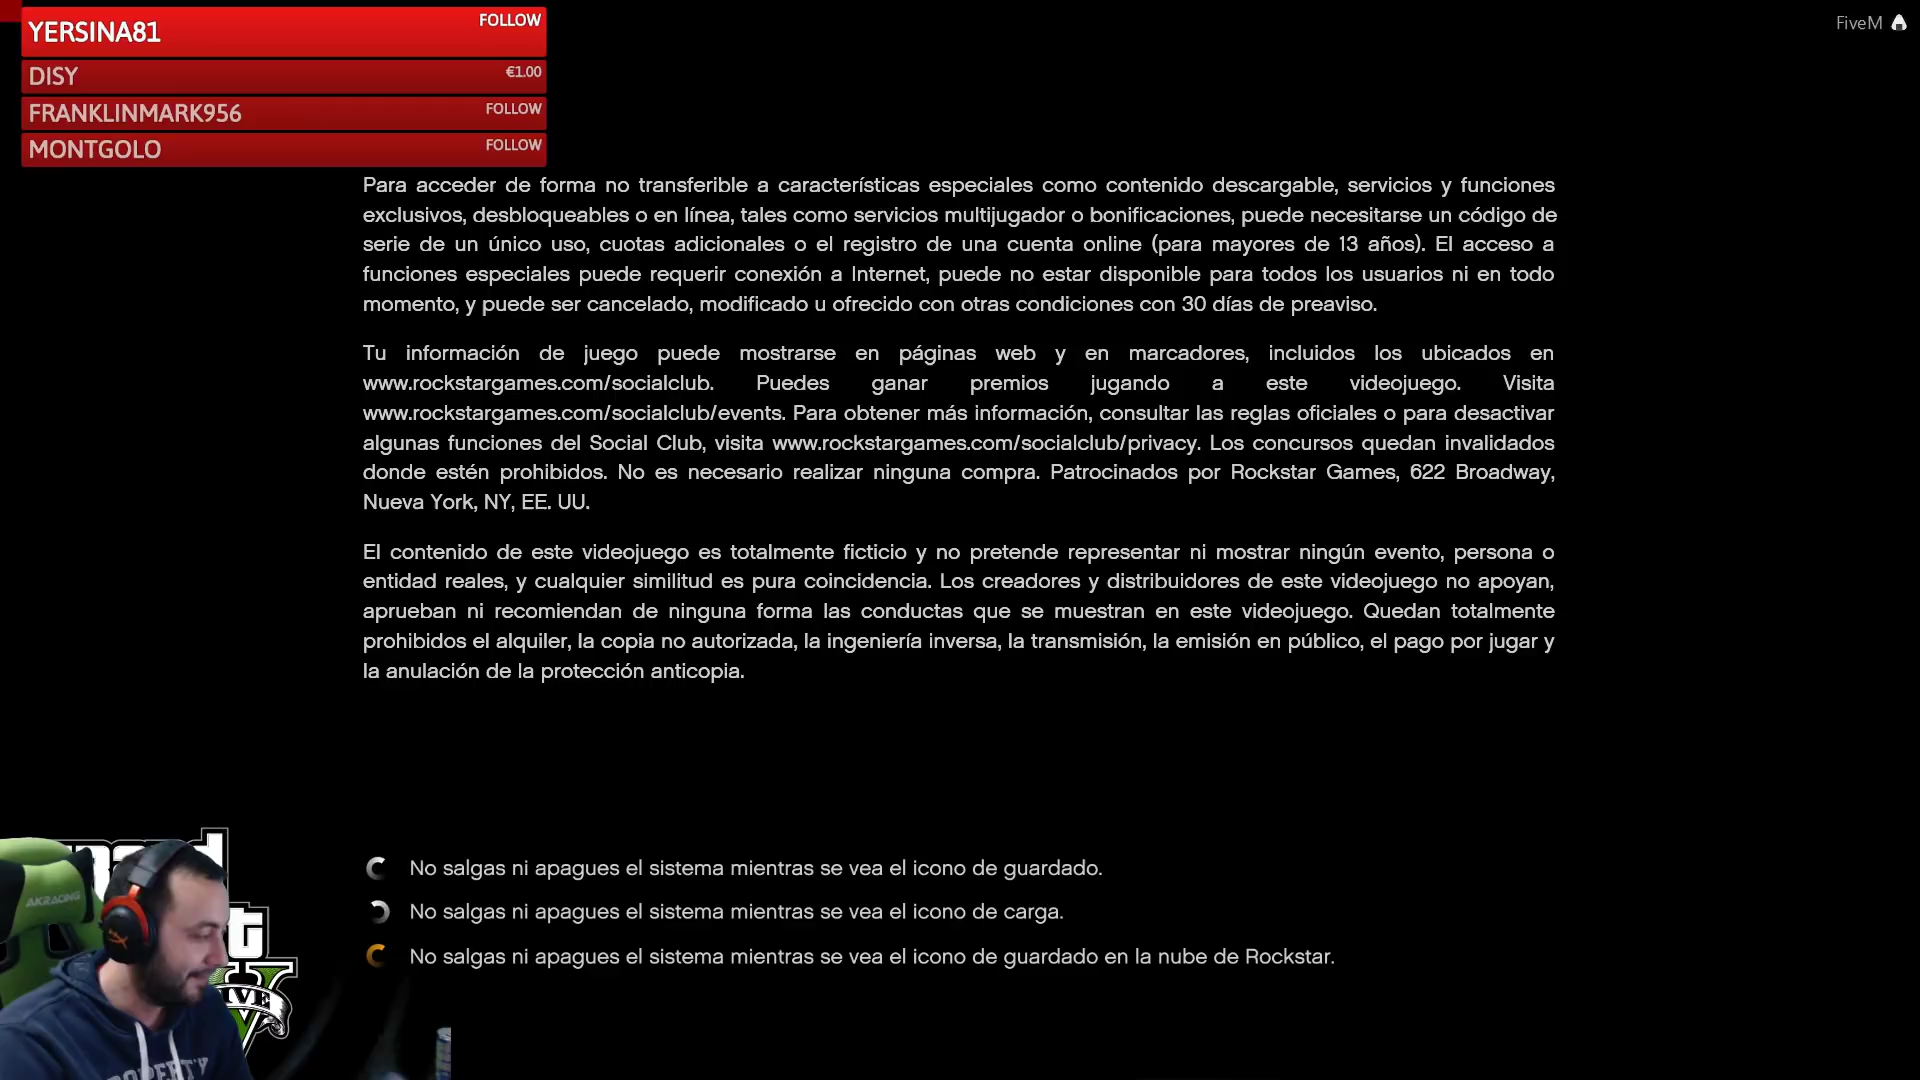 YERSINA81 FOLLOW
DISY €1.00
FRANKLINMARK956 FOLLOW
MONTGOLO FOLLOW
FiveM
Para acceder de forma no transferible a características especiales como contenido descargable, servicios y funciones
exclusivos, desbloqueables o en línea, tales como servicios multijugador o bonificaciones, puede necesitarse un código de
serie de un único uso, cuotas adicionales o el registro de una cuenta online (para mayores de 13 años). El acceso a
funciones especiales puede requerir conexión a Internet, puede no estar disponible para todos los usuarios ni en todo
momento, y puede ser cancelado, modificado u ofrecido con otras condiciones con 30 días de preaviso.
Tu información de juego puede mostrarse en páginas web y en marcadores, incluidos los ubicados en
www.rockstargames.com/socialclub. Puedes ganar premios jugando a este videojuego. Visita
www.rockstargames.com/socialclub/events. Para obtener más información, consultar las reglas oficiales o para desactivar
algunas funciones del Social Club, visita www.rockstargames.com/socialclub/privacy. Los concursos quedan invalidados
donde estén prohibidos. No es necesario realizar ninguna compra. Patrocinados por Rockstar Games, 622 Broadway,
Nueva York, NY, EE. UU.
El contenido de este videojuego es totalmente ficticio y no pretende representar ni mostrar ningún evento, persona o
entidad reales, y cualquier similitud es pura coincidencia. Los creadores y distribuidores de este videojuego no apoyan,
aprueban ni recomiendan de ninguna forma las conductas que se muestran en este videojuego. Quedan totalmente
prohibidos el alquiler, la copia no autorizada, la ingeniería inversa, la transmisión, la emisión en público, el pago por jugar y
la anulación de la protección anticopia.
No salgas ni apagues el sistema mientras se vea el icono de guardado.
No salgas ni apagues el sistema mientras se vea el icono de carga.
No salgas ni apagues el sistema mientras se vea el icono de guardado en la nube de Rockstar.
AKRACING
IVE
V
PROPERTY